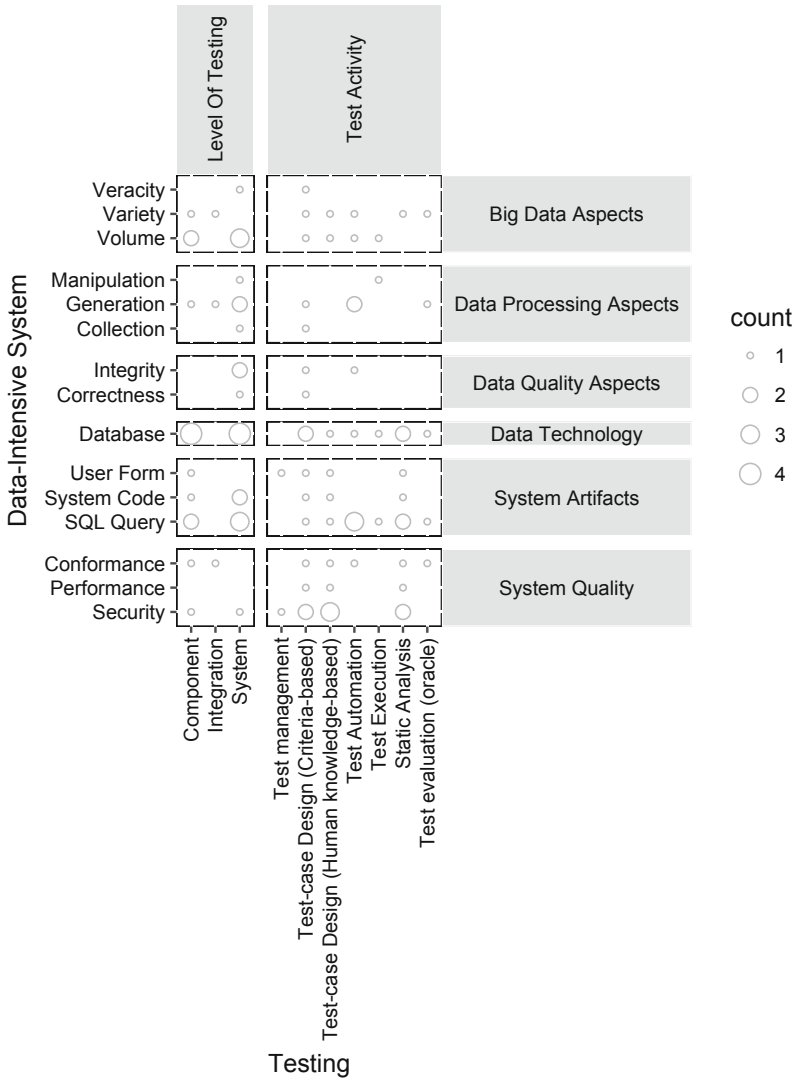 Level Of Testing
Test Activity
Data-Intensive System
Veracity
Variety
Volume
Big Data Aspects
Manipulation
Generation
Collection
Data Processing Aspects
Integrity
Correctness
Data Quality Aspects
Database
Data Technology
User Form
System Code
SQL Query
System Artifacts
Conformance
Performance
Security
System Quality
Component
Integration
System
Test management
Test-case Design (Criteria-based)
Test-case Design (Human knowledge-based)
Test Automation
Test Execution
Static Analysis
Test evaluation (oracle)
Testing
count
1
2
3
4